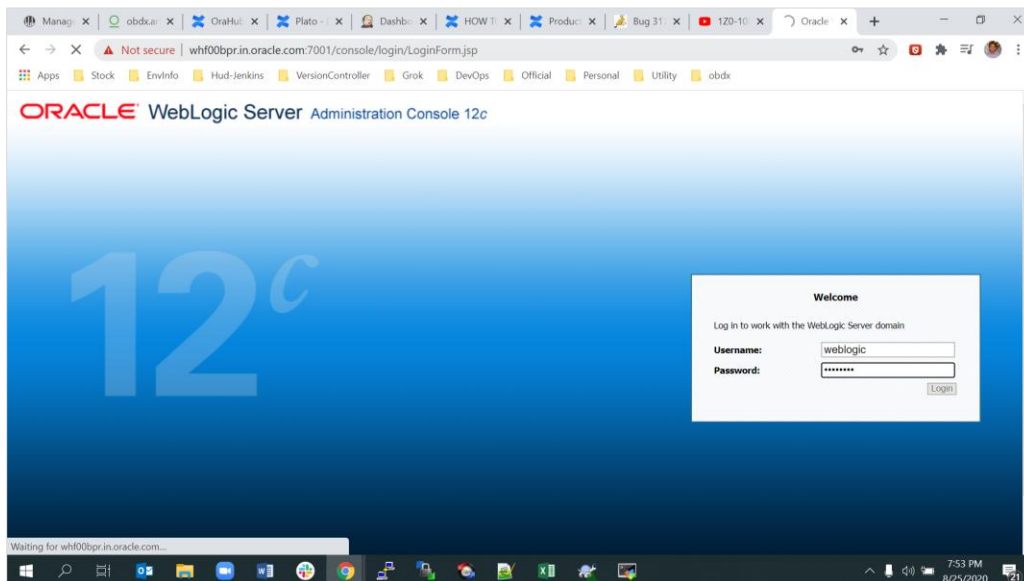 Manag
obdx.ar
OraHul
Plato -
Dashbo
HOW T
Produc
Bug 31
1Z0-10
Oracle
Not secure | whf00bpr.in.oracle.com:7001/console/login/LoginForm.jsp
Apps Stock EnvInfo Hud-Jenkins VersionController Grok DevOps Official Personal Utility obdx
ORACLE WebLogic Server Administration Console 12c
12c
Welcome
Log in to work with the WebLogic Server domain
Username: weblogic
Password: ••••••••
Login
Waiting for whf00bpr.in.oracle.com...
7:53 PM
8/25/2020
21